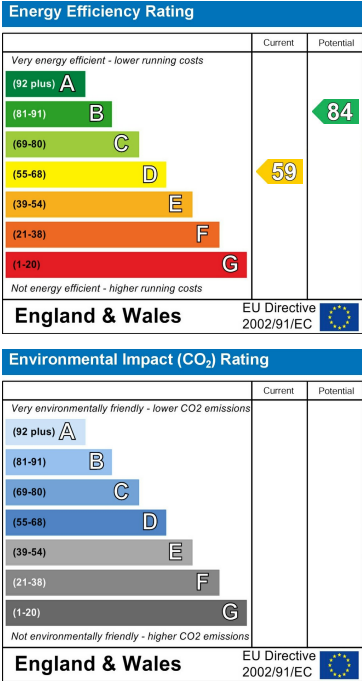 Energy Efficiency Rating
Current Potential
Very energy efficient - lower running costs
(92 plus) A
(81-91) B
84
(69-80) C
(55-68) D
59
(39-54) E
(21-38) F
(1-20) G
Not energy efficient - higher running costs
England & Wales
EU Directive
2002/91/EC
Environmental Impact (CO₂) Rating
Current Potential
Very environmentally friendly - lower CO2 emissions
(92 plus) A
(81-91) B
(69-80) C
(55-68) D
(39-54) E
(21-38) F
(1-20) G
Not environmentally friendly - higher CO2 emissions
England & Wales
EU Directive
2002/91/EC